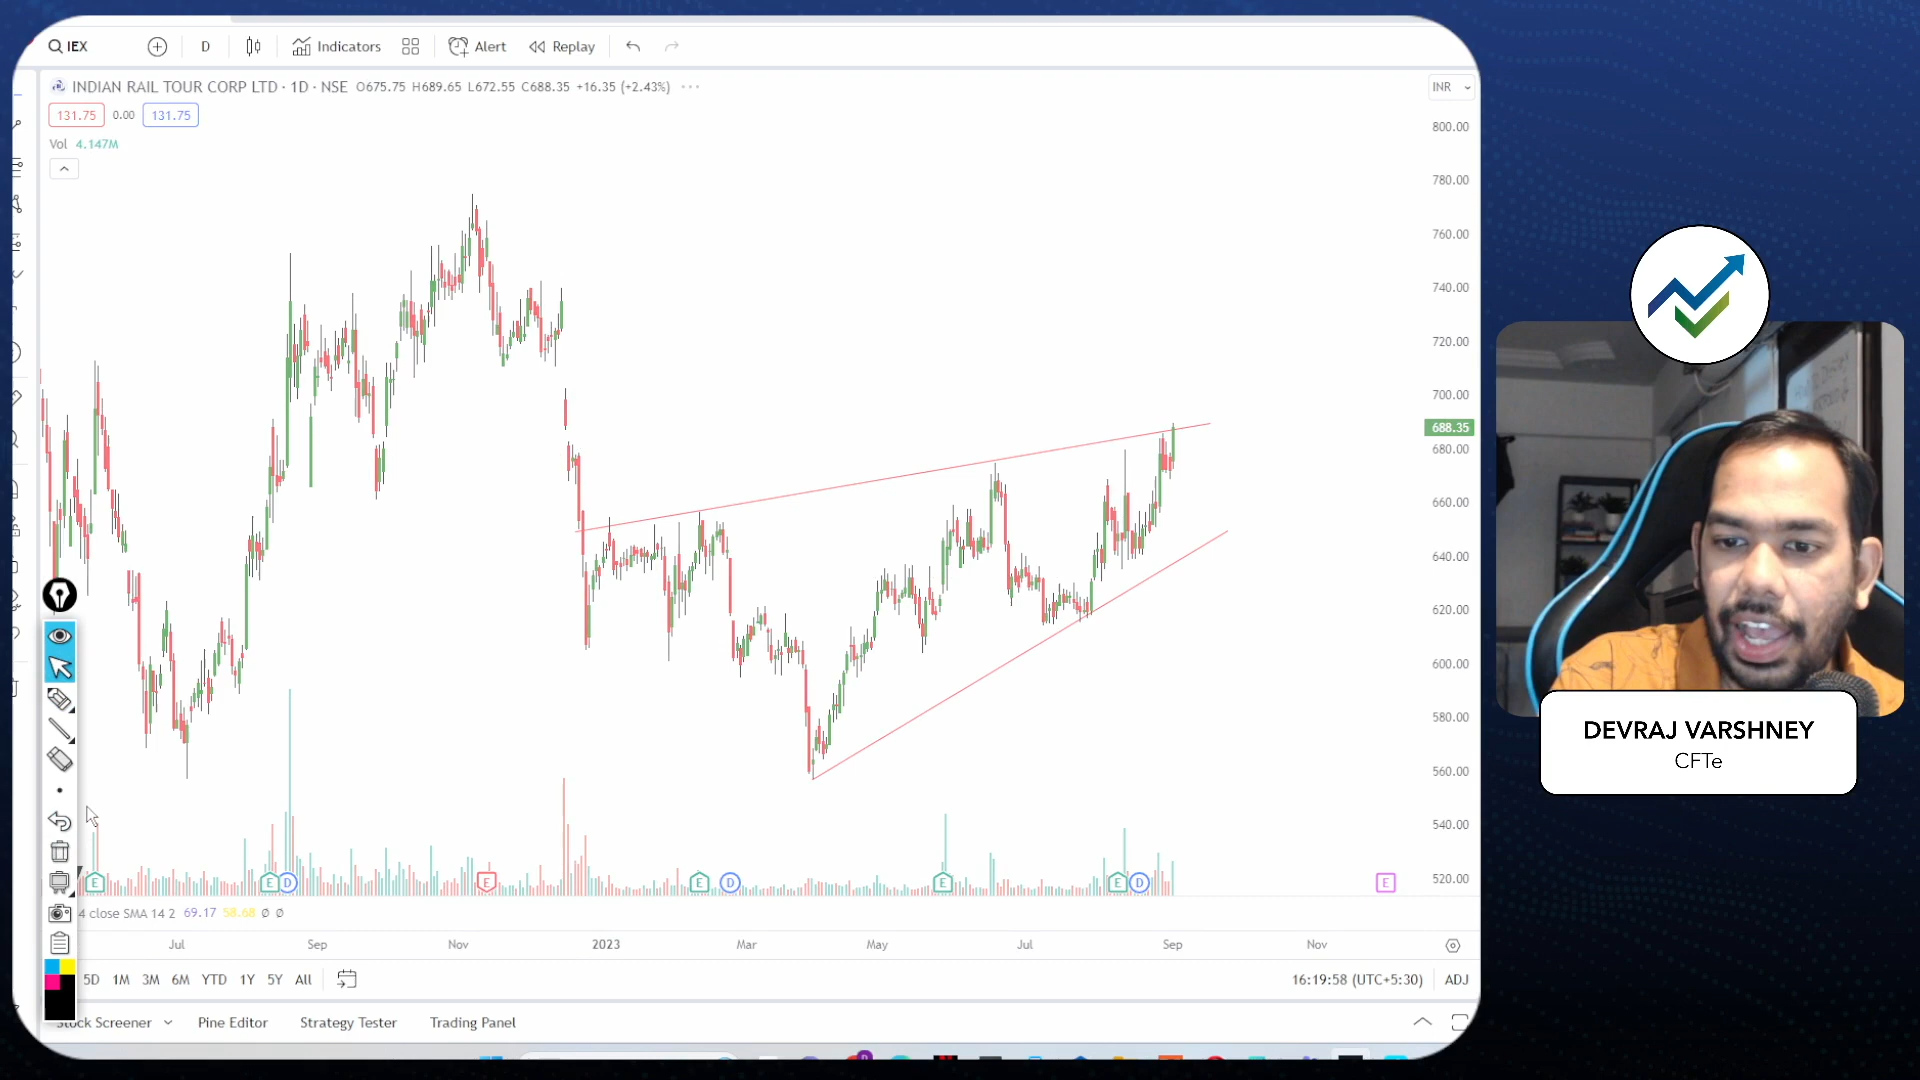 IEX
D
Indicators
Alert
Replay
INDIAN RAIL TOUR CORP LTD · 1D · NSE O675.75 H689.65 L672.55 C688.35 +16.35 (+2.43%)
INR
131.75 0.00 131.75
Vol 4.147M
800.00
780.00
760.00
740.00
720.00
700.00
688.35
680.00
660.00
640.00
620.00
600.00
580.00
560.00
540.00
520.00
E E D E E D E E D E
4 close SMA 14 2 69.17 58.68 Ø Ø
Jul Sep Nov 2023 Mar May Jul Sep Nov
5D 1M 3M 6M YTD 1Y 5Y All
16:19:58 (UTC+5:30) ADJ
Stock Screener Pine Editor Strategy Tester Trading Panel
DEVRAJ VARSHNEY
CFTe